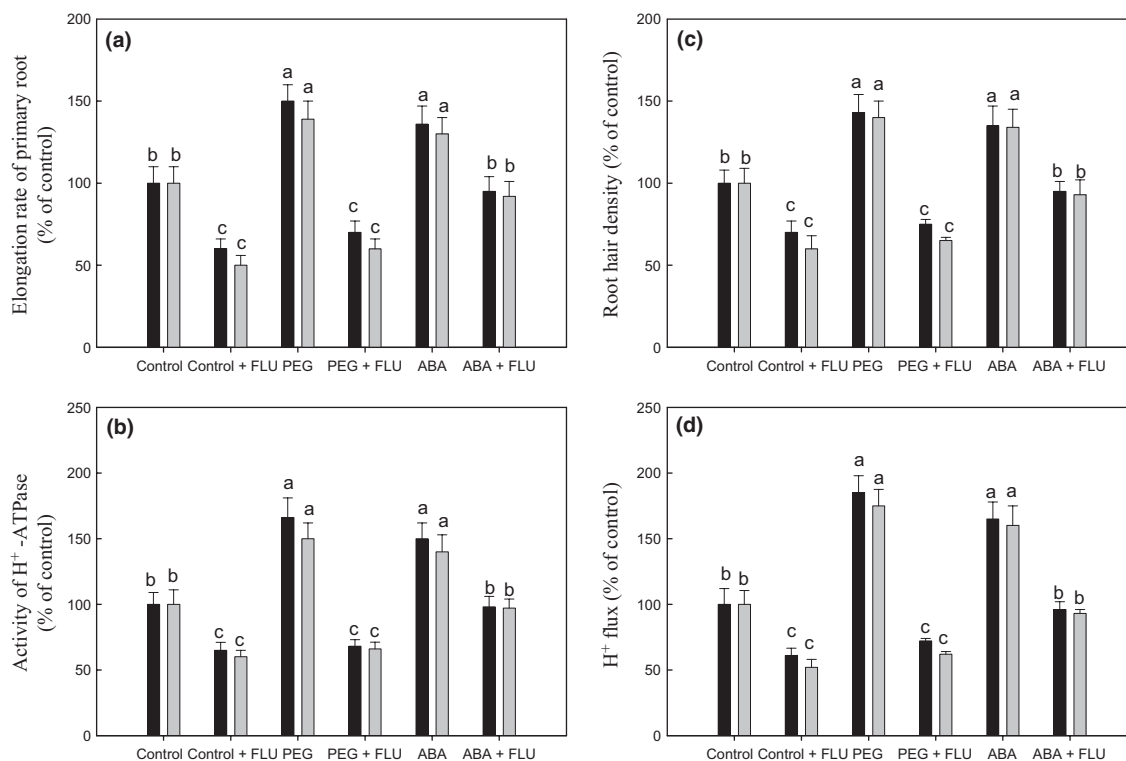 (a)
Elongation rate of primary root
(% of control)
200
150
100
50
0
b b
c c
a a
c c
a a
b b
Control Control + FLU PEG PEG + FLU ABA ABA + FLU
(c)
Root hair density (% of control)
200
150
100
50
0
b b
c c
a a
c c
a a
b b
Control Control + FLU PEG PEG + FLU ABA ABA + FLU
(b)
Activity of H⁺ -ATPase
(% of control)
250
200
150
100
50
0
b b
c c
a a
c c
a a
b b
Control Control + FLU PEG PEG + FLU ABA ABA + FLU
(d)
H⁺ flux (% of control)
250
200
150
100
50
0
b b
c c
a a
c c
a a
b b
Control Control + FLU PEG PEG + FLU ABA ABA + FLU